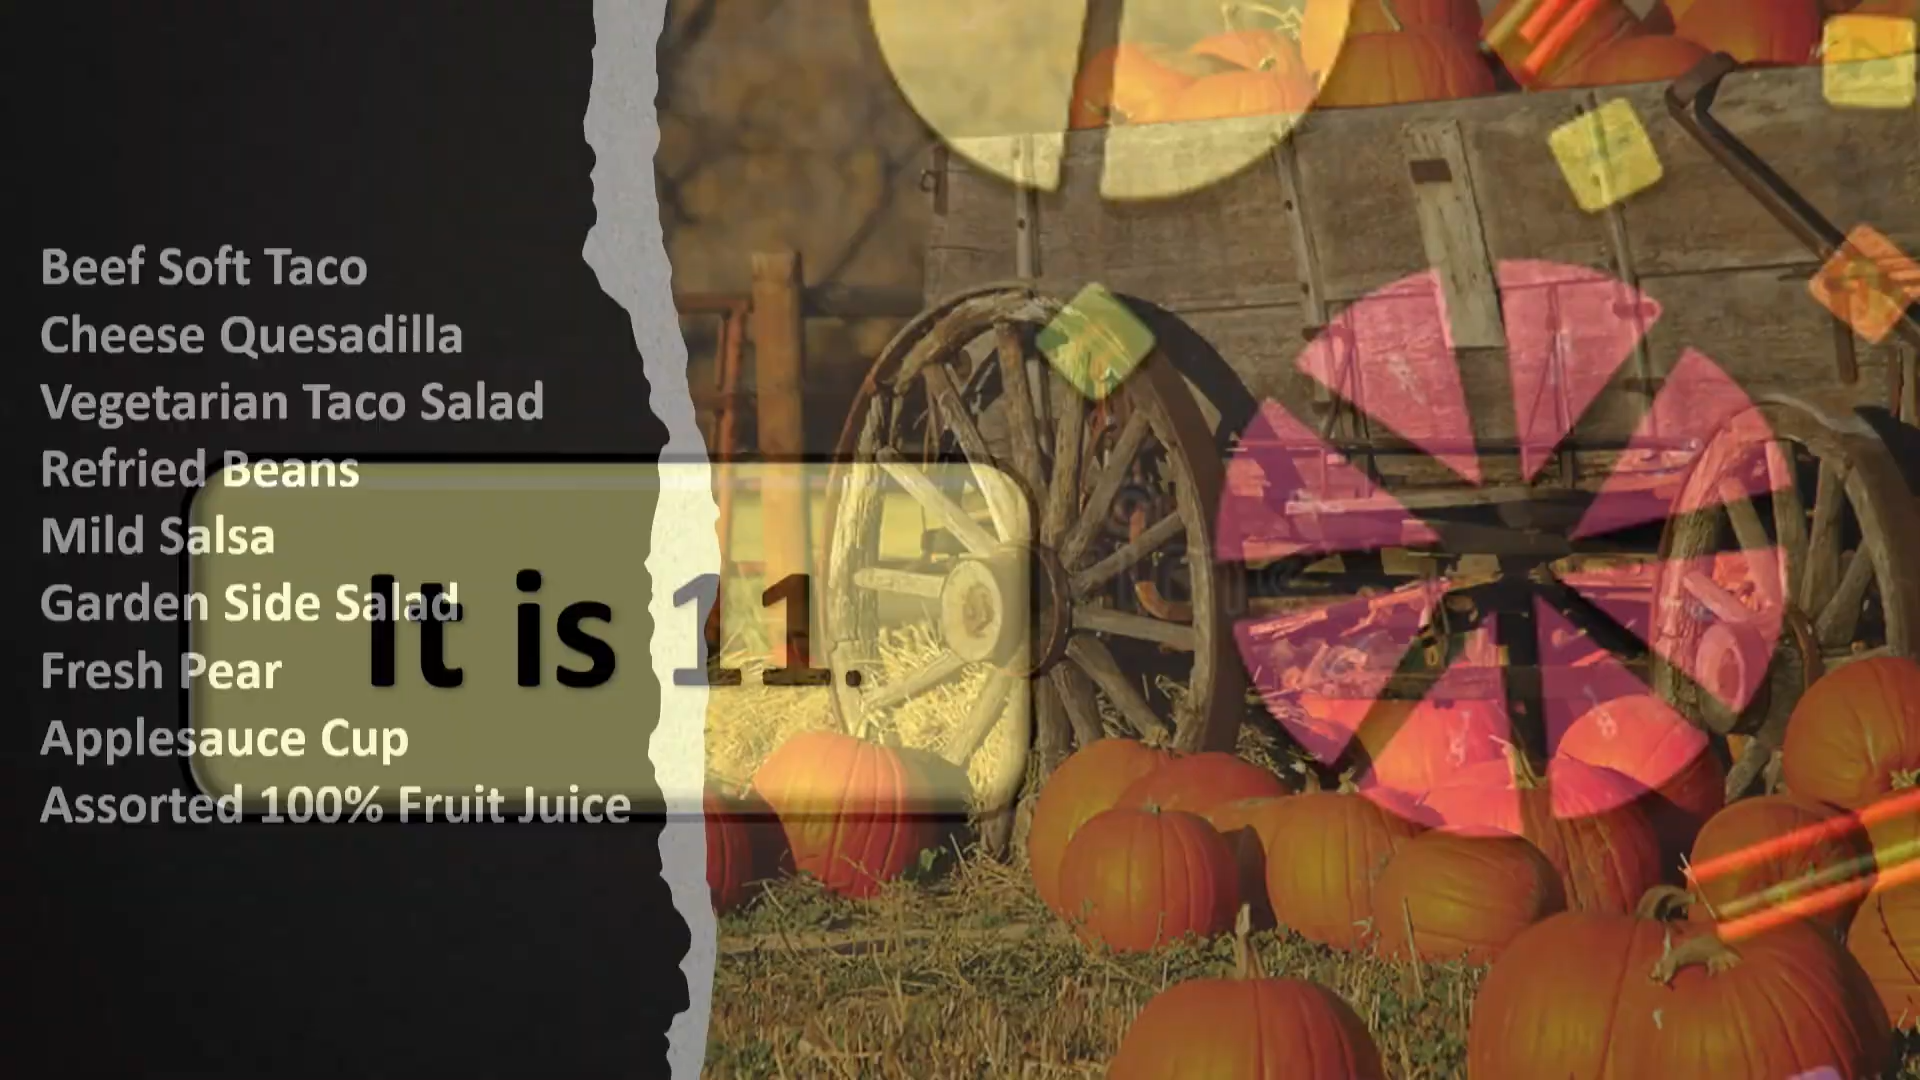 Beef Soft Taco
Cheese Quesadilla
Vegetarian Taco Salad
Refried Beans
Mild Salsa
Garden Side Salad
It is 11.
Fresh Pear
Applesauce Cup
Assorted 100% Fruit Juice